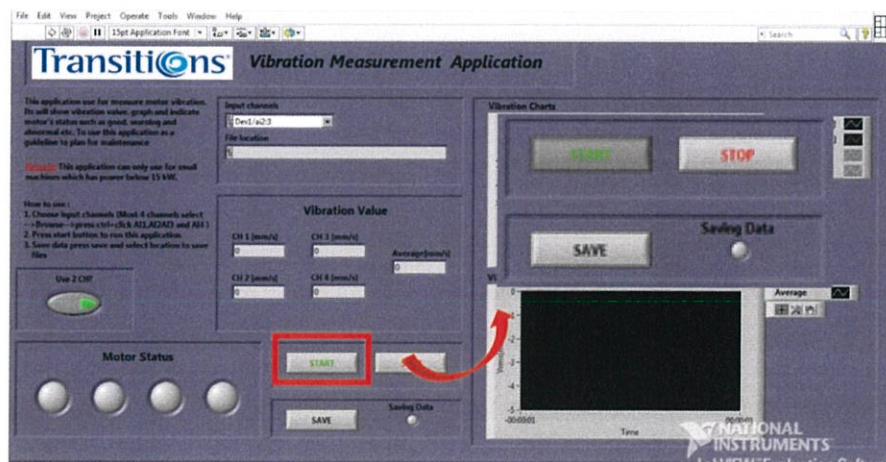 File Edit View Project Operate Tools Window Help
15pt Application Font
Search
Transitions Vibration Measurement Application
This application use for measure motor vibration.
Its will show vibration value, graph and indicate
motor's status such as good, warning and
abnormal etc. To use this application as a
guideline to plan for maintenance
This application can only use for small
machines which has power below 15 kW.
How to use :
1. Choose input channels (Most 4 channels select
-->Browse-->press ctrl+click AI1,AI2AI3 and AI4 )
2. Press start button to run this application.
3. Save data press save and select location to save
files
Use 2 CH?
Input channels
Dev1/ai2:3
File location
Vibration Value
CH 1 [mm/s]
0
CH 3 [mm/s]
0
Average[mm/s]
0
CH 2 [mm/s]
0
CH 4 [mm/s]
0
Motor Status
START
SAVE
Saving Data
Vibration Charts
START
STOP
SAVE
Saving Data
Average
0
-1
-2
-3
-4
-5
-00:00:01
00:00:01
Time
NATIONAL
INSTRUMENTS